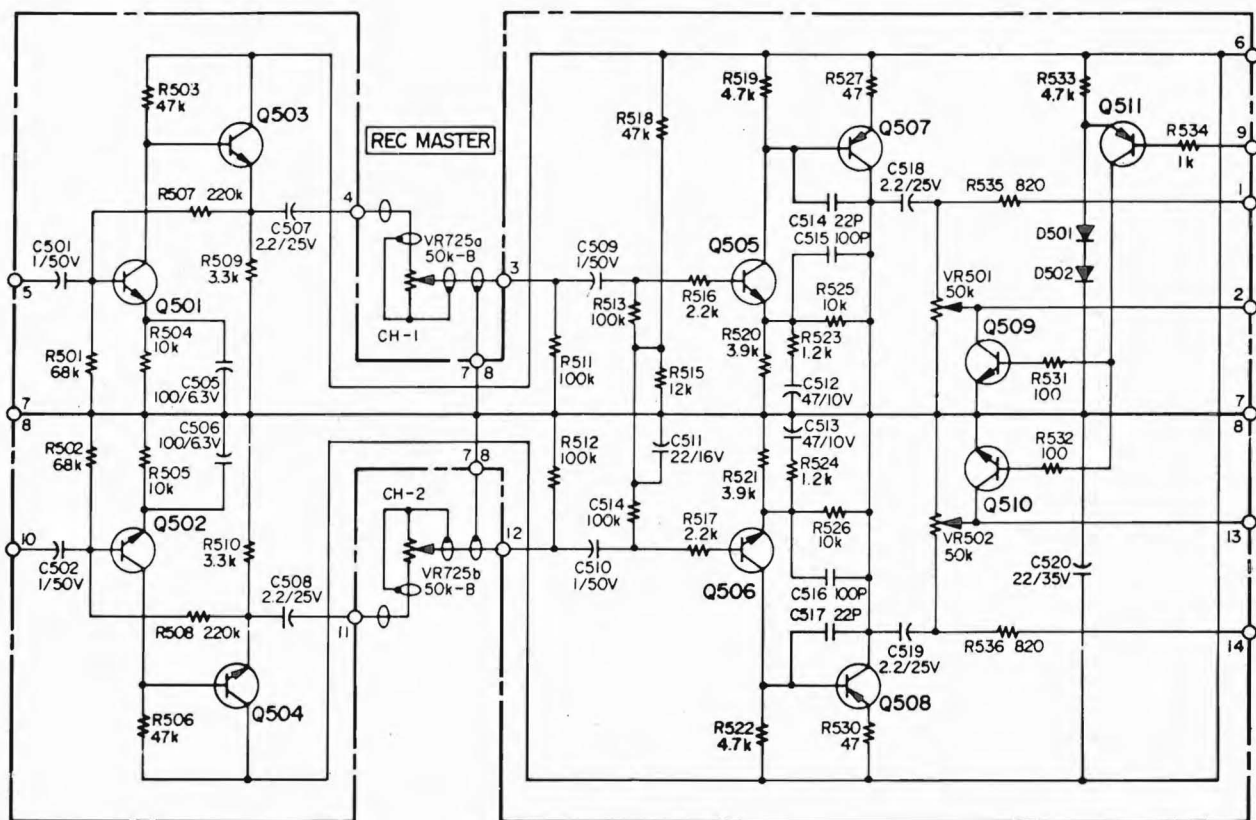 R503
47k
Q503
REC MASTER
R507 220k
C507
2.2/25V
4
VR725a
50k-B
CH-1
C501
1/50V
5
Q501
R509
3.3k
R504
10k
R501
68k
C505
100/6.3V
7
8
C506
100/6.3V
R502
68k
R505
10k
Q502
10
C502
1/50V
R510
3.3k
C508
2.2/25V
R508 220k
11
R506
47k
Q504
3
7
8
7
8
CH-2
VR725b
50k-B
12
C509
1/50V
R511
100k
R512
100k
R513
100k
R518
47k
R515
12k
C511
22/16V
C514
100k
C510
1/50V
R516
2.2k
R517
2.2k
R519
4.7k
R527
47
Q507
C518
2.2/25V
C514 22P
C515 100P
Q505
R525
10k
R520
3.9k
R523
1.2k
C512
47/10V
C513
47/10V
R521
3.9k
R524
1.2k
R526
10k
Q506
C516 100P
C517 22P
C519
2.2/25V
Q508
R522
4.7k
R530
47
R533
4.7k
Q511
R534
1k
6
9
R535 820
1
D501
D502
VR501
50k
2
Q509
R531
100
7
8
R532
100
Q510
VR502
50k
13
C520
22/35V
R536 820
14